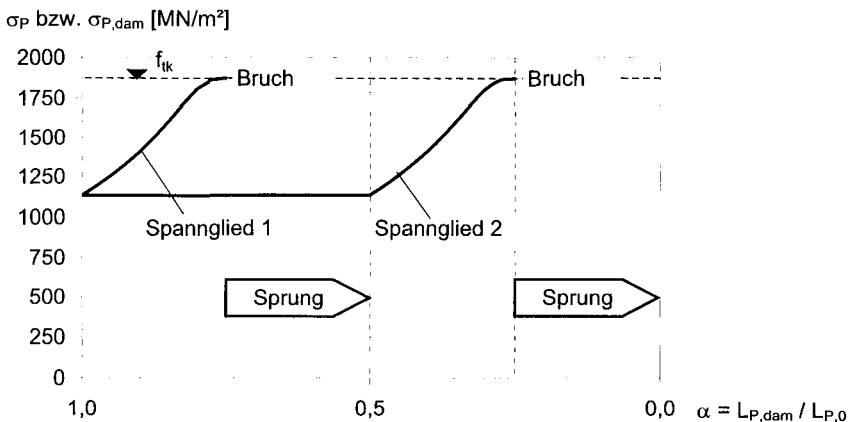 σP bzw. σP,dam [MN/m²]
2000
1750
1500
1250
1000
750
500
250
0
ftk
Bruch
Bruch
Spannglied 1
Spannglied 2
Sprung
Sprung
1,0
0,5
0,0
α = LP,dam / LP,0